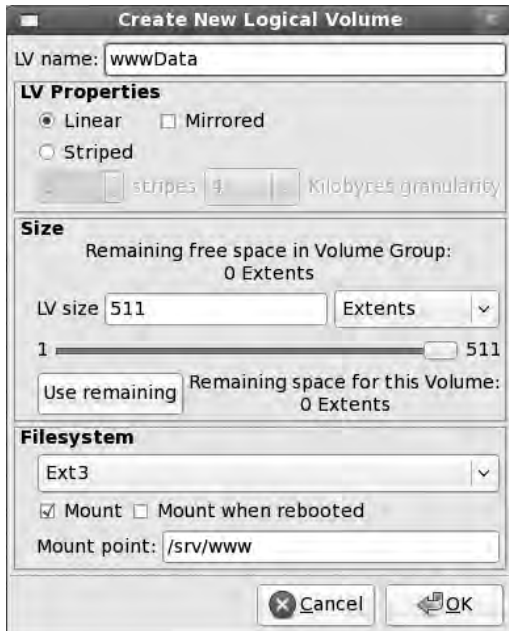 Create New Logical Volume
LV name: wwwData
LV Properties
Linear Mirrored
Striped
stripes 4 Kilobytes granularity
Size
Remaining free space in Volume Group:
0 Extents
LV size 511 Extents
1 511
Use remaining Remaining space for this Volume:
0 Extents
Filesystem
Ext3
Mount Mount when rebooted
Mount point: /srv/www
Cancel OK